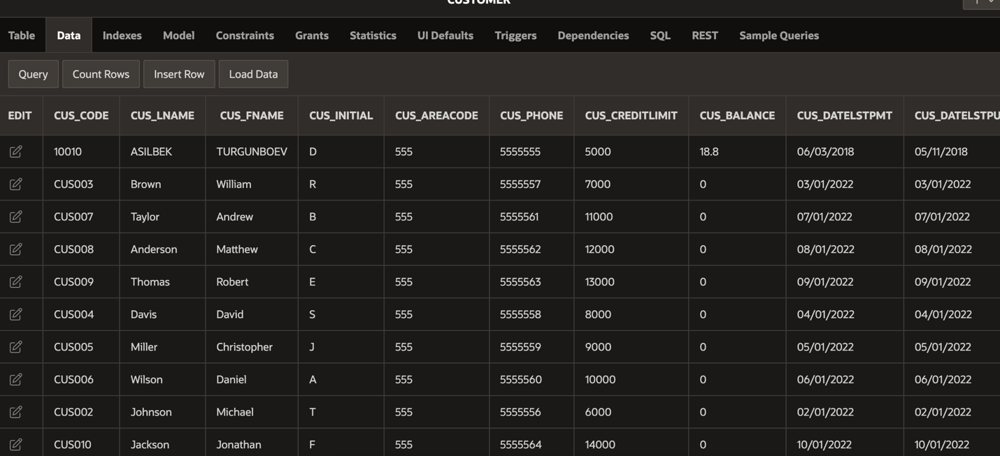 CUSTOMER
Table Data Indexes Model Constraints Grants Statistics UI Defaults Triggers Dependencies SQL REST Sample Queries
Query Count Rows Insert Row Load Data
EDIT CUS_CODE CUS_LNAME CUS_FNAME CUS_INITIAL CUS_AREACODE CUS_PHONE CUS_CREDITLIMIT CUS_BALANCE CUS_DATELSTPMT CUS_DATELSTPU
10010 ASILBEK TURGUNBOEV D 555 5555555 5000 18.8 06/03/2018 05/11/2018
CUS003 Brown William R 555 5555557 7000 0 03/01/2022 03/01/2022
CUS007 Taylor Andrew B 555 5555561 11000 0 07/01/2022 07/01/2022
CUS008 Anderson Matthew C 555 5555562 12000 0 08/01/2022 08/01/2022
CUS009 Thomas Robert E 555 5555563 13000 0 09/01/2022 09/01/2022
CUS004 Davis David S 555 5555558 8000 0 04/01/2022 04/01/2022
CUS005 Miller Christopher J 555 5555559 9000 0 05/01/2022 05/01/2022
CUS006 Wilson Daniel A 555 5555560 10000 0 06/01/2022 06/01/2022
CUS002 Johnson Michael T 555 5555556 6000 0 02/01/2022 02/01/2022
CUS010 Jackson Jonathan F 555 5555564 14000 0 10/01/2022 10/01/2022